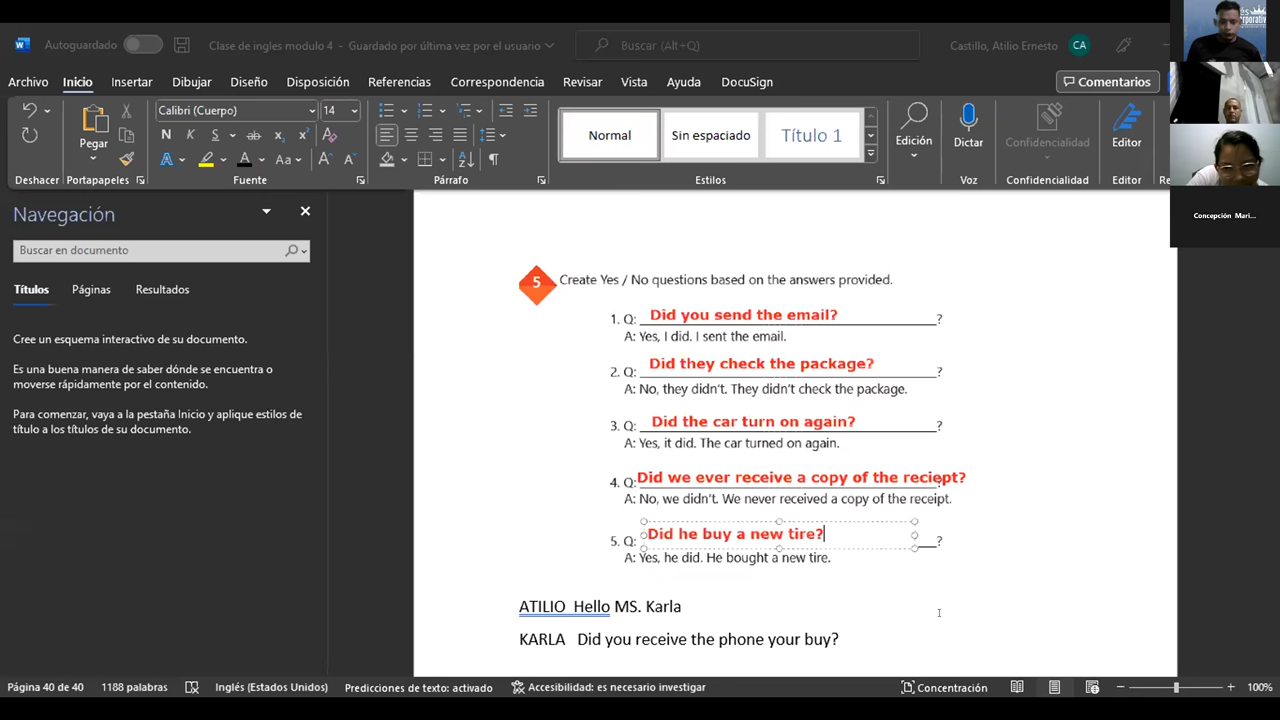 Autoguardado
Clase de ingles modulo 4 - Guardado por última vez por el usuario
Buscar (Alt+Q)
Castillo, Atilio Ernesto
CA
Archivo
Inicio
Insertar
Dibujar
Diseño
Disposición
Referencias
Correspondencia
Revisar
Vista
Ayuda
DocuSign
Comentarios
Pegar
Calibri (Cuerpo)
14
Normal
Sin espaciado
Título 1
Edición
Dictar
Confidencialidad
Editor
Deshacer
Portapapeles
Fuente
Párrafo
Estilos
Voz
Confidencialidad
Editor
Concepción Mari...
Navegación
Buscar en documento
Títulos
Páginas
Resultados
Cree un esquema interactivo de su documento.
Es una buena manera de saber dónde se encuentra o
moverse rápidamente por el contenido.
Para comenzar, vaya a la pestaña Inicio y aplique estilos de
título a los títulos de su documento.
5 Create Yes / No questions based on the answers provided.
1. Q: Did you send the email? ?
A: Yes, I did. I sent the email.
2. Q: Did they check the package? ?
A: No, they didn't. They didn't check the package.
3. Q: Did the car turn on again? ?
A: Yes, it did. The car turned on again.
4. Q: Did we ever receive a copy of the reciept? ?
A: No, we didn't. We never received a copy of the receipt.
5. Q: Did he buy a new tire? ?
A: Yes, he did. He bought a new tire.
ATILIO Hello MS. Karla
KARLA Did you receive the phone your buy?
Página 40 de 40
1188 palabras
Inglés (Estados Unidos)
Predicciones de texto: activado
Accesibilidad: es necesario investigar
Concentración
100%